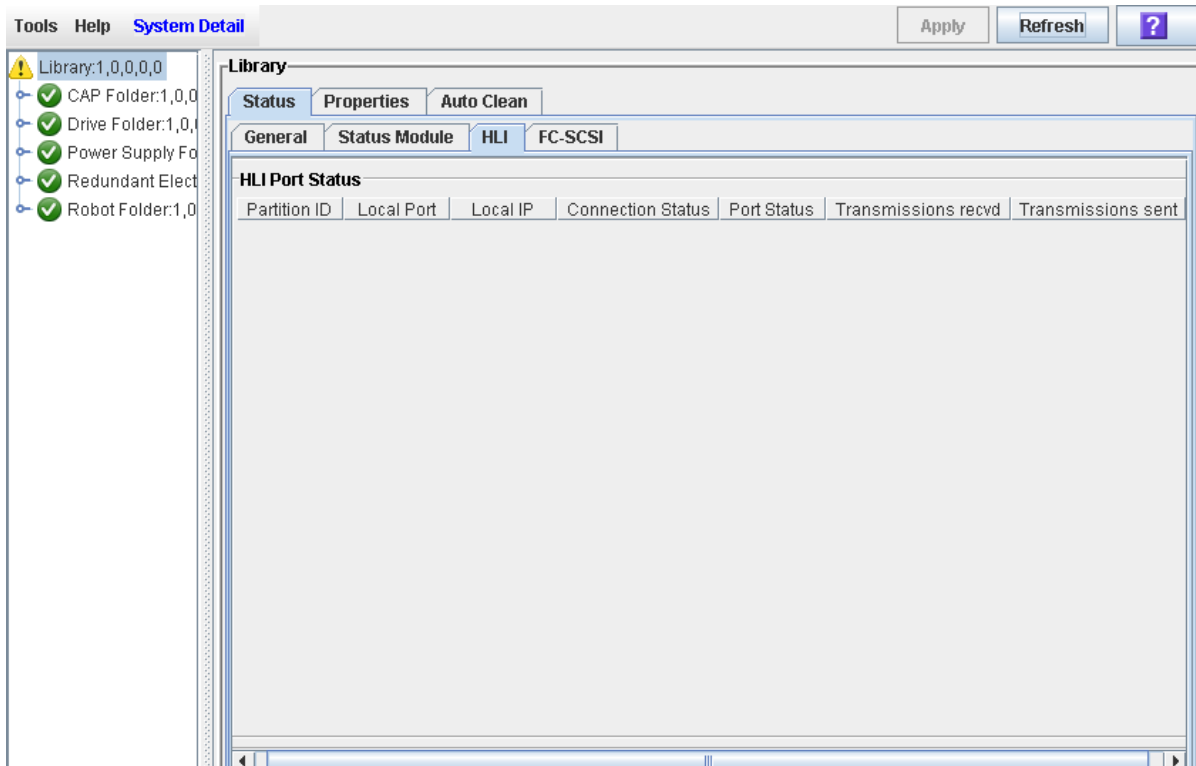 Tools Help System Detail Apply Refresh ?
Library:1,0,0,0,0
CAP Folder:1,0,0
Drive Folder:1,0,
Power Supply Fo
Redundant Elect
Robot Folder:1,0
Library
Status Properties Auto Clean
General Status Module HLI FC-SCSI
HLI Port Status
Partition ID Local Port Local IP Connection Status Port Status Transmissions recvd Transmissions sent